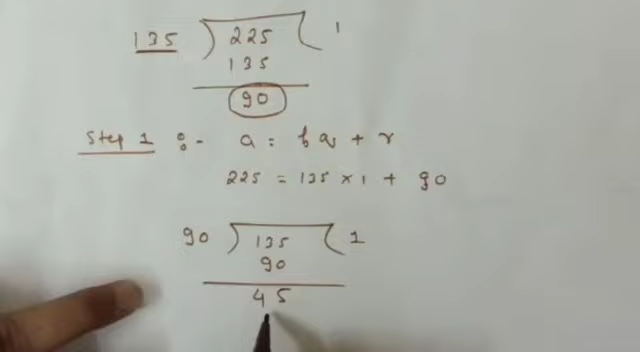 135 ) 225 ( 1
135
90
Step 1 :- a = bq + r
225 = 135 × 1 + 90
90 ) 135 ( 1
90
45